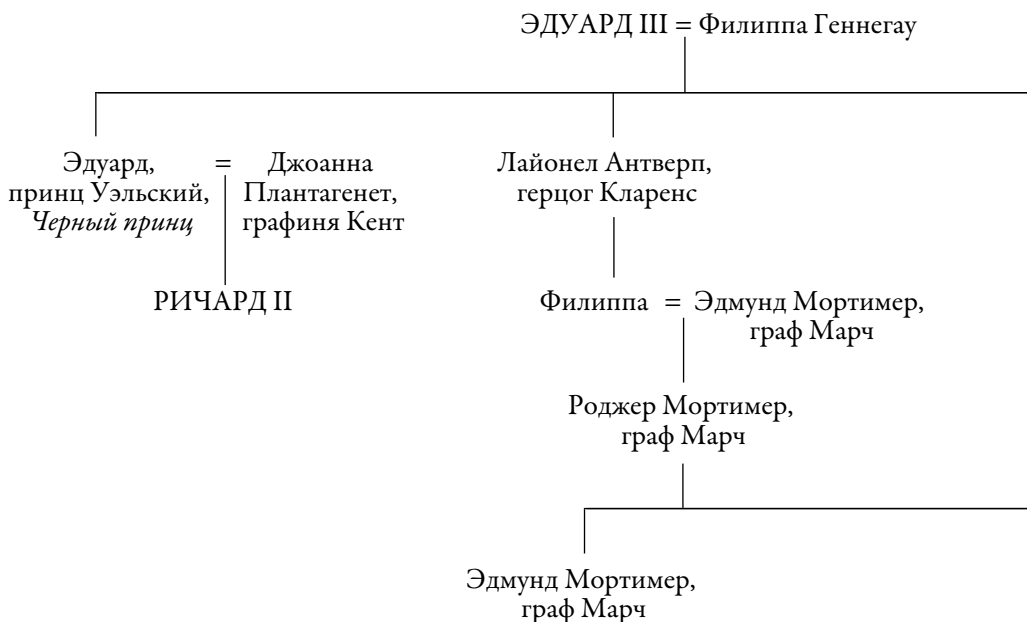 ЭДУАРД III = Филиппа Геннегау
Эдуард,
принц Уэльский,
Черный принц
=
Джоанна
Плантагенет,
графиня Кент
Лайонел Антверп,
герцог Кларенс
РИЧАРД II
Филиппа = Эдмунд Мортимер,
граф Марч
Роджер Мортимер,
граф Марч
Эдмунд Мортимер,
граф Марч